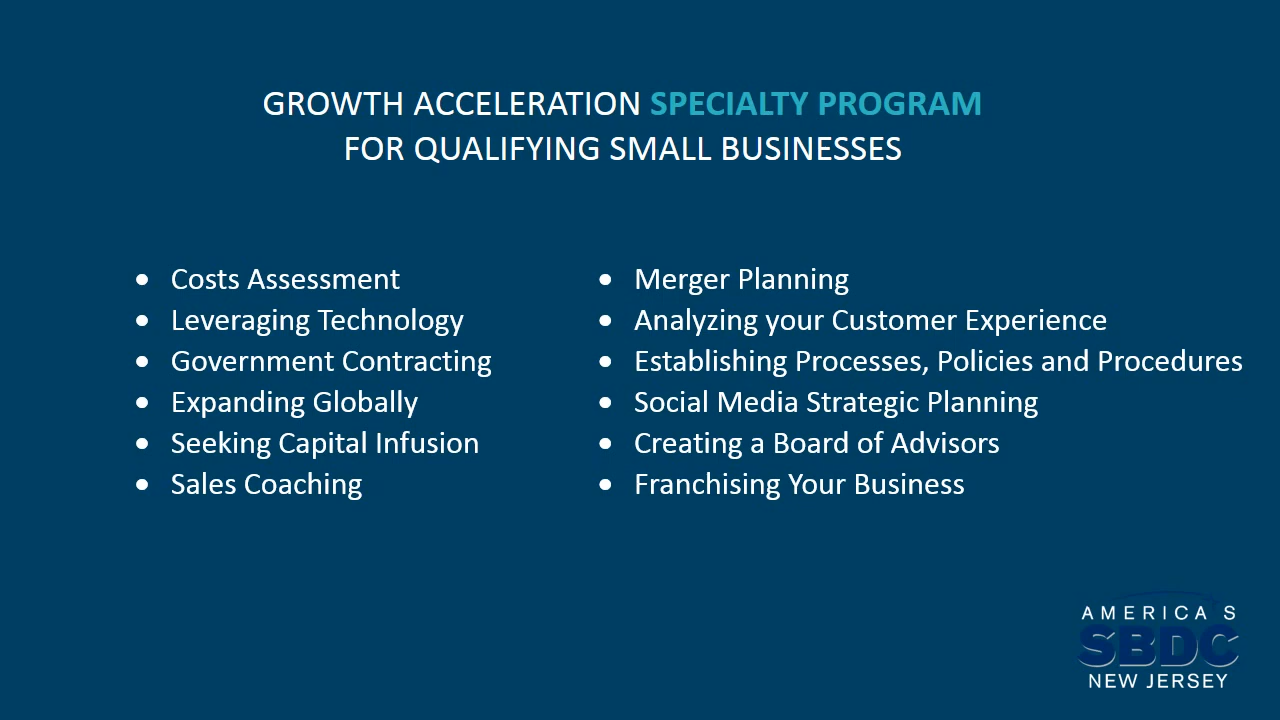 GROWTH ACCELERATION SPECIALTY PROGRAM
FOR QUALIFYING SMALL BUSINESSES
• Costs Assessment
• Leveraging Technology
• Government Contracting
• Expanding Globally
• Seeking Capital Infusion
• Sales Coaching
• Merger Planning
• Analyzing your Customer Experience
• Establishing Processes, Policies and Procedures
• Social Media Strategic Planning
• Creating a Board of Advisors
• Franchising Your Business
AMERICA S
SBDC
NEW JERSEY